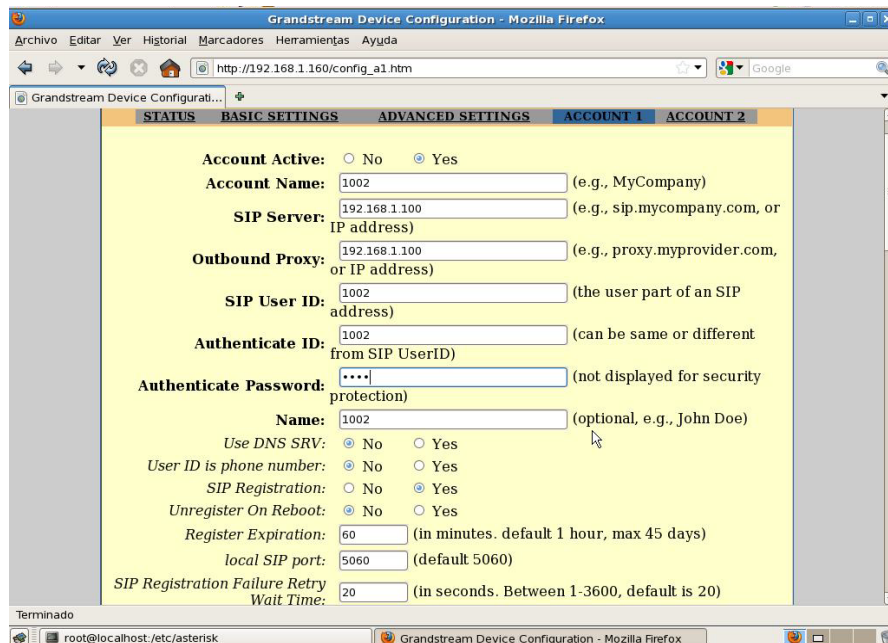 Grandstream Device Configuration - Mozilla Firefox
Archivo Editar Ver Historial Marcadores Herramientas Ayuda
http://192.168.1.160/config_a1.htm Google
Grandstream Device Configurati...
STATUS BASIC SETTINGS ADVANCED SETTINGS ACCOUNT 1 ACCOUNT 2
Account Active: No Yes
Account Name: 1002 (e.g., MyCompany)
SIP Server: 192.168.1.100 (e.g., sip.mycompany.com, or
IP address)
Outbound Proxy: 192.168.1.100 (e.g., proxy.myprovider.com,
or IP address)
SIP User ID: 1002 (the user part of an SIP
address)
Authenticate ID: 1002 (can be same or different
from SIP UserID)
Authenticate Password: •••• (not displayed for security
protection)
Name: 1002 (optional, e.g., John Doe)
Use DNS SRV: No Yes
User ID is phone number: No Yes
SIP Registration: No Yes
Unregister On Reboot: No Yes
Register Expiration: 60 (in minutes. default 1 hour, max 45 days)
local SIP port: 5060 (default 5060)
SIP Registration Failure Retry
Wait Time: 20 (in seconds. Between 1-3600, default is 20)
Terminado
root@localhost:/etc/asterisk Grandstream Device Configuration - Mozilla Firefox